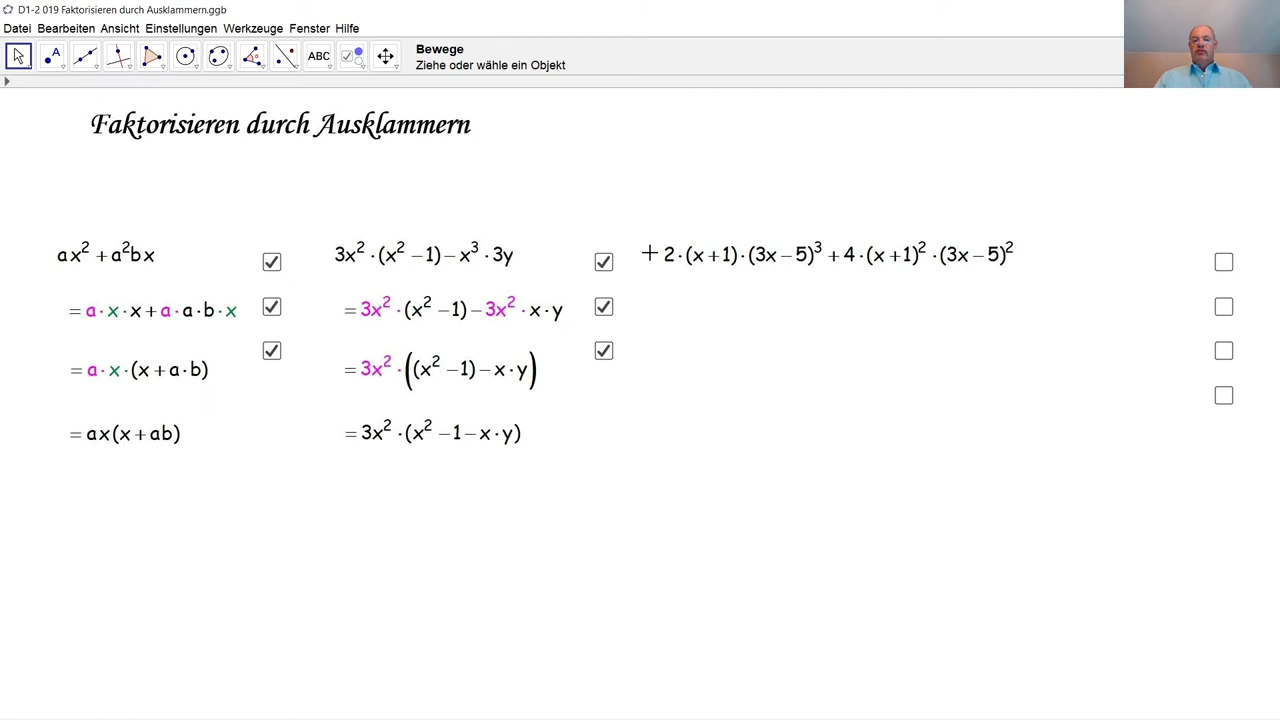 D1-2 019 Faktorisieren durch Ausklammern.ggb
Datei Bearbeiten Ansicht Einstellungen Werkzeuge Fenster Hilfe
A ABC
Bewege
Ziehe oder wähle ein Objekt
Faktorisieren durch Ausklammern
ax² + a²bx
= a · x · x + a · a · b · x
= a · x · (x + a · b)
= ax(x + ab)
3x² · (x² − 1) − x³ · 3y
= 3x² · (x² − 1) − 3x² · x · y
= 3x² · ((x² − 1) − x · y)
= 3x² · (x² − 1 − x · y)
2 · (x + 1) · (3x − 5)³ + 4 · (x + 1)² · (3x − 5)²